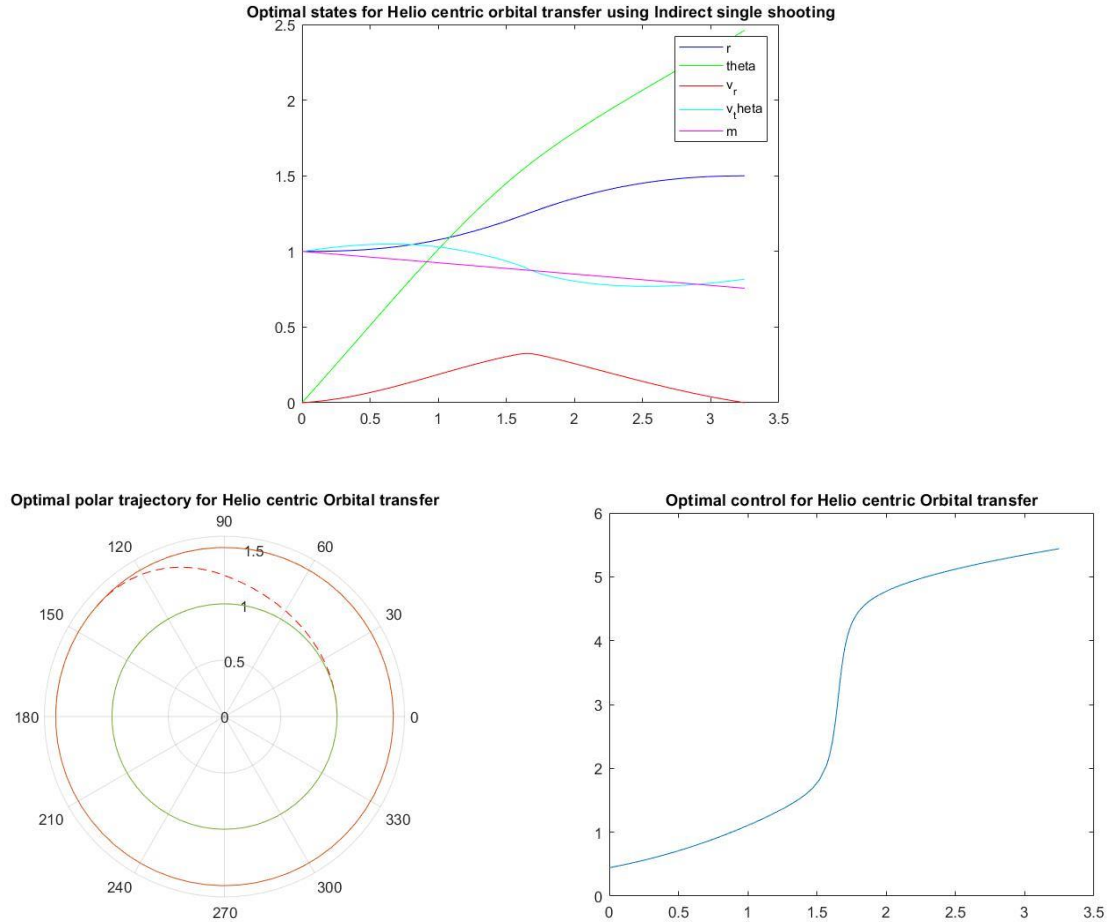 Optimal states for Helio centric orbital transfer using Indirect single shooting
2.5
2
1.5
1
0.5
0
0 0.5 1 1.5 2 2.5 3 3.5
r
theta
v_r
v_theta
m
Optimal polar trajectory for Helio centric Orbital transfer
90
120 60
1.5
150 1 30
0.5
180 0 0
210 330
240 300
270
Optimal control for Helio centric Orbital transfer
6
5
4
3
2
1
0
0 0.5 1 1.5 2 2.5 3 3.5